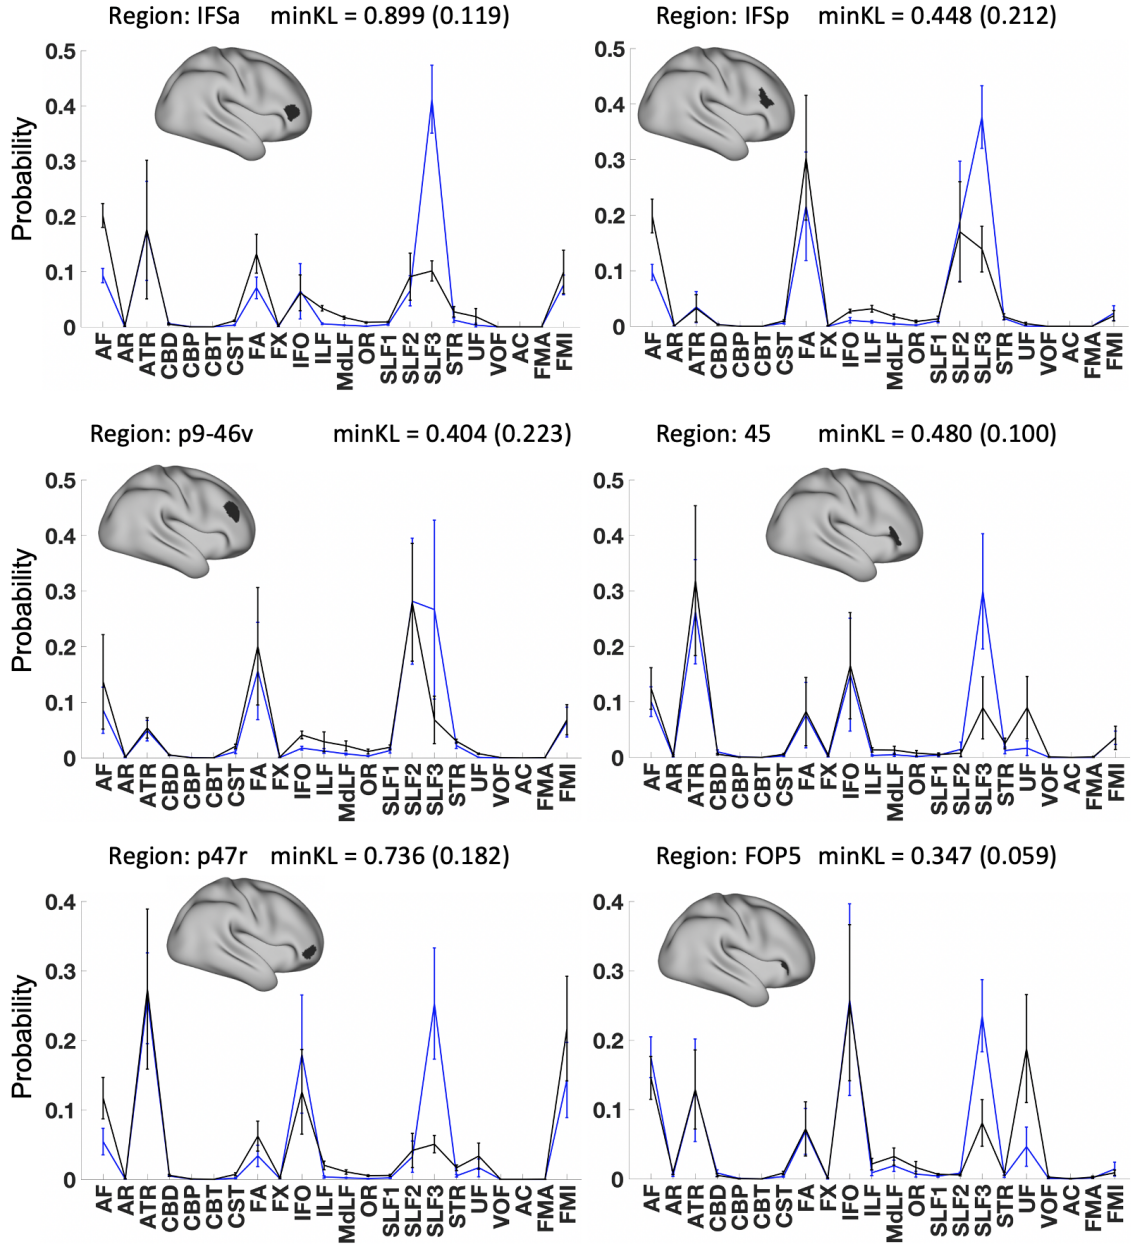 Region: IFSa minKL = 0.899 (0.119)
Region: IFSp minKL = 0.448 (0.212)
Probability
0.5
0.4
0.3
0.2
0.1
0
AF AR ATR CBD CBP CBT CST FA FX IFO ILF MdLF OR SLF1 SLF2 SLF3 STR UF VOF AC FMA FMI
0.5
0.4
0.3
0.2
0.1
0
AF AR ATR CBD CBP CBT CST FA FX IFO ILF MdLF OR SLF1 SLF2 SLF3 STR UF VOF AC FMA FMI
Region: p9-46v minKL = 0.404 (0.223)
Region: 45 minKL = 0.480 (0.100)
Probability
0.5
0.4
0.3
0.2
0.1
0
AF AR ATR CBD CBP CBT CST FA FX IFO ILF MdLF OR SLF1 SLF2 SLF3 STR UF VOF AC FMA FMI
0.5
0.4
0.3
0.2
0.1
0
AF AR ATR CBD CBP CBT CST FA FX IFO ILF MdLF OR SLF1 SLF2 SLF3 STR UF VOF AC FMA FMI
Region: p47r minKL = 0.736 (0.182)
Region: FOP5 minKL = 0.347 (0.059)
Probability
0.4
0.3
0.2
0.1
0
AF AR ATR CBD CBP CBT CST FA FX IFO ILF MdLF OR SLF1 SLF2 SLF3 STR UF VOF AC FMA FMI
0.4
0.3
0.2
0.1
0
AF AR ATR CBD CBP CBT CST FA FX IFO ILF MdLF OR SLF1 SLF2 SLF3 STR UF VOF AC FMA FMI